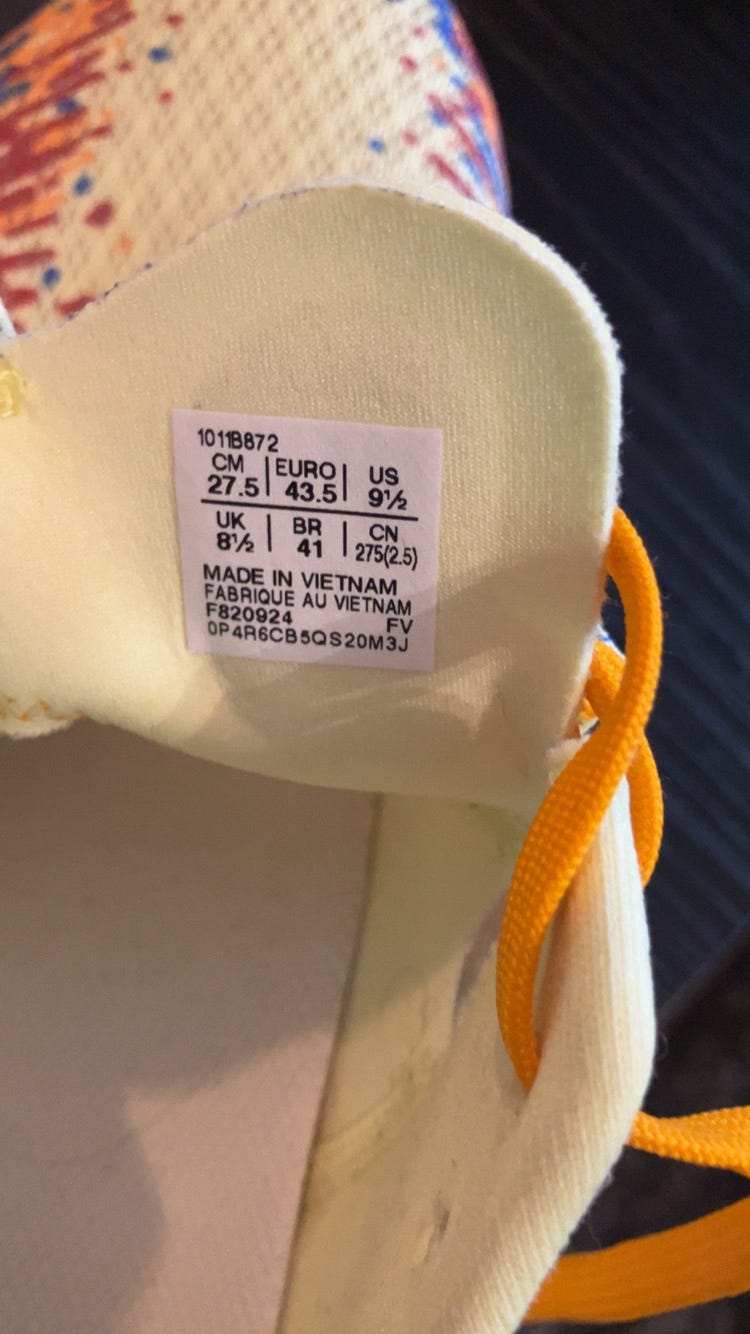 1011B872
CM | EURO | US
27.5 | 43.5 | 9½
UK | BR | CN
8½ | 41 | 275(2.5)
MADE IN VIETNAM
FABRIQUE AU VIETNAM
F820924 FV
0P4R6CB5QS20M3J